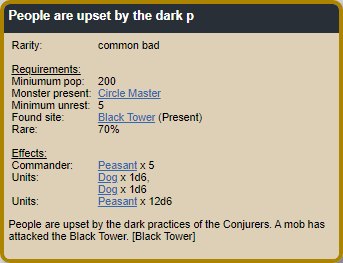 People are upset by the dark p
Rarity: common bad
Requirements:
Miniumum pop: 200
Monster present: Circle Master
Minimum unrest: 5
Found site: Black Tower (Present)
Rare: 70%
Effects:
Commander: Peasant x 5
Units: Dog x 1d6,
Dog x 1d6
Units: Peasant x 12d6
People are upset by the dark practices of the Conjurers. A mob has
attacked the Black Tower. [Black Tower]